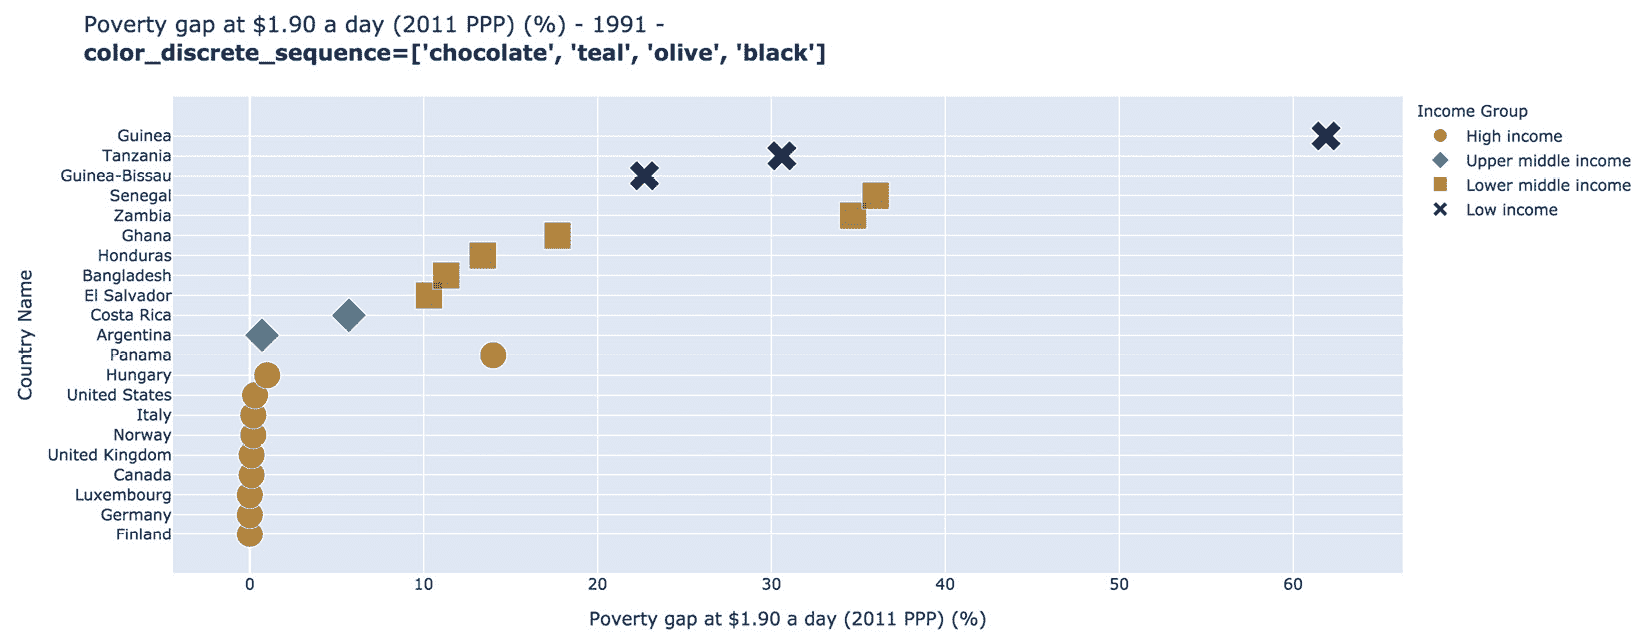 Poverty gap at $1.90 a day (2011 PPP) (%) - 1991 -
color_discrete_sequence=['chocolate', 'teal', 'olive', 'black']
Income Group
High income
Upper middle income
Lower middle income
Low income
Country Name
Guinea
Tanzania
Guinea-Bissau
Senegal
Zambia
Ghana
Honduras
Bangladesh
El Salvador
Costa Rica
Argentina
Panama
Hungary
United States
Italy
Norway
United Kingdom
Canada
Luxembourg
Germany
Finland
0 10 20 30 40 50 60
Poverty gap at $1.90 a day (2011 PPP) (%)